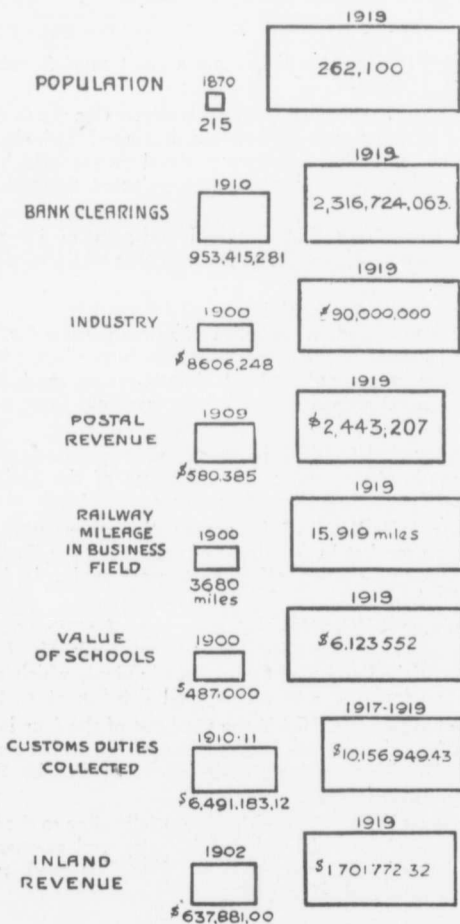 1919
POPULATION
262,100
1870
215
1919
1910
BANK CLEARINGS
2,316,724,063.
953,415,281
1919
1900
INDUSTRY
$90,000.000
$8606,248
1919
1909
POSTAL
REVENUE
$2,443,207
$580.385
1919
RAILWAY
MILEAGE
IN BUSINESS
FIELD
1900
15,919 miles
3680
miles
1919
VALUE
OF SCHOOLS
1900
$6.123552
$487.000
1917-1919
CUSTOMS DUTIES
COLLECTED
1910-11
$10,156.949.43
$6,491.183,12
1919
INLAND
REVENUE
1902
$1701772 32
$637,881,00